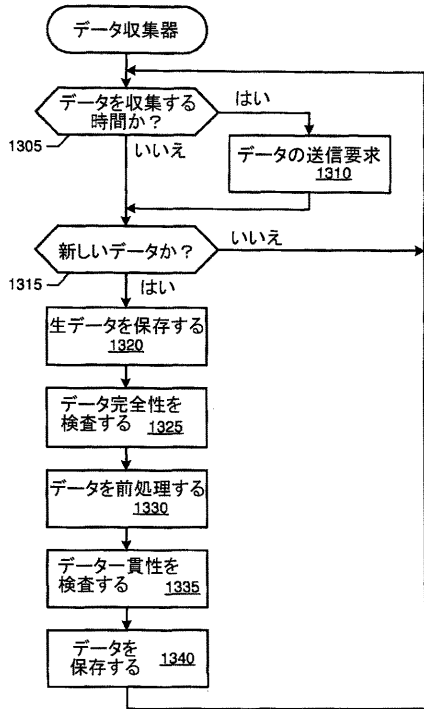 データ収集器
データを収集する
時間か？
はい
1305
いいえ
データの送信要求
1310
新しいデータか？
いいえ
1315
はい
生データを保存する
1320
データ完全性を
検査する 1325
データを前処理する
1330
データ一貫性を
検査する 1335
データを
保存する 1340